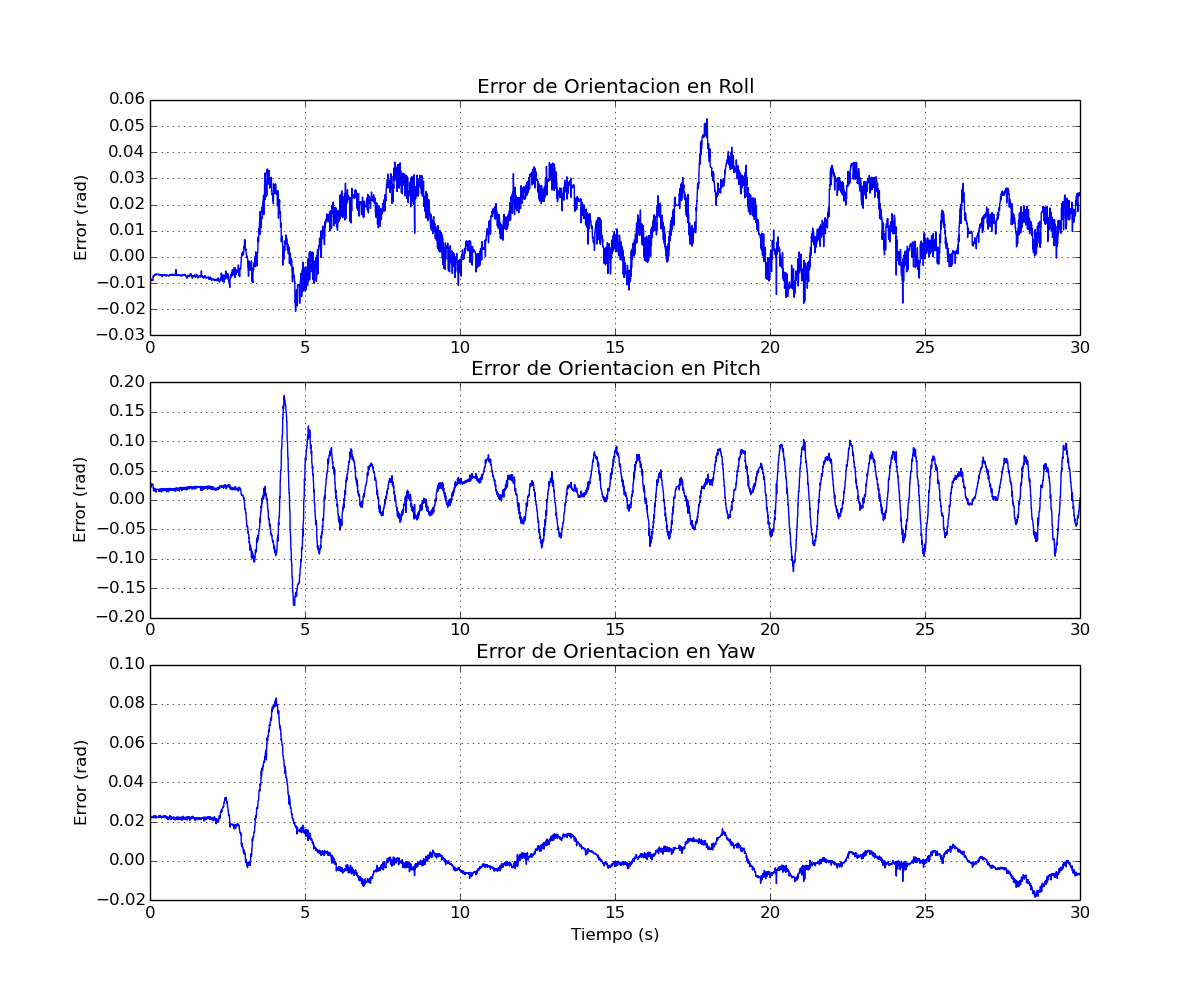 Error de Orientacion en Roll
Error (rad)
0.06
0.05
0.04
0.03
0.02
0.01
0.00
−0.01
−0.02
−0.03
0 5 10 15 20 25 30
Error de Orientacion en Pitch
Error (rad)
0.20
0.15
0.10
0.05
0.00
−0.05
−0.10
−0.15
−0.20
0 5 10 15 20 25 30
Error de Orientacion en Yaw
Error (rad)
0.10
0.08
0.06
0.04
0.02
0.00
−0.02
0 5 10 15 20 25 30
Tiempo (s)